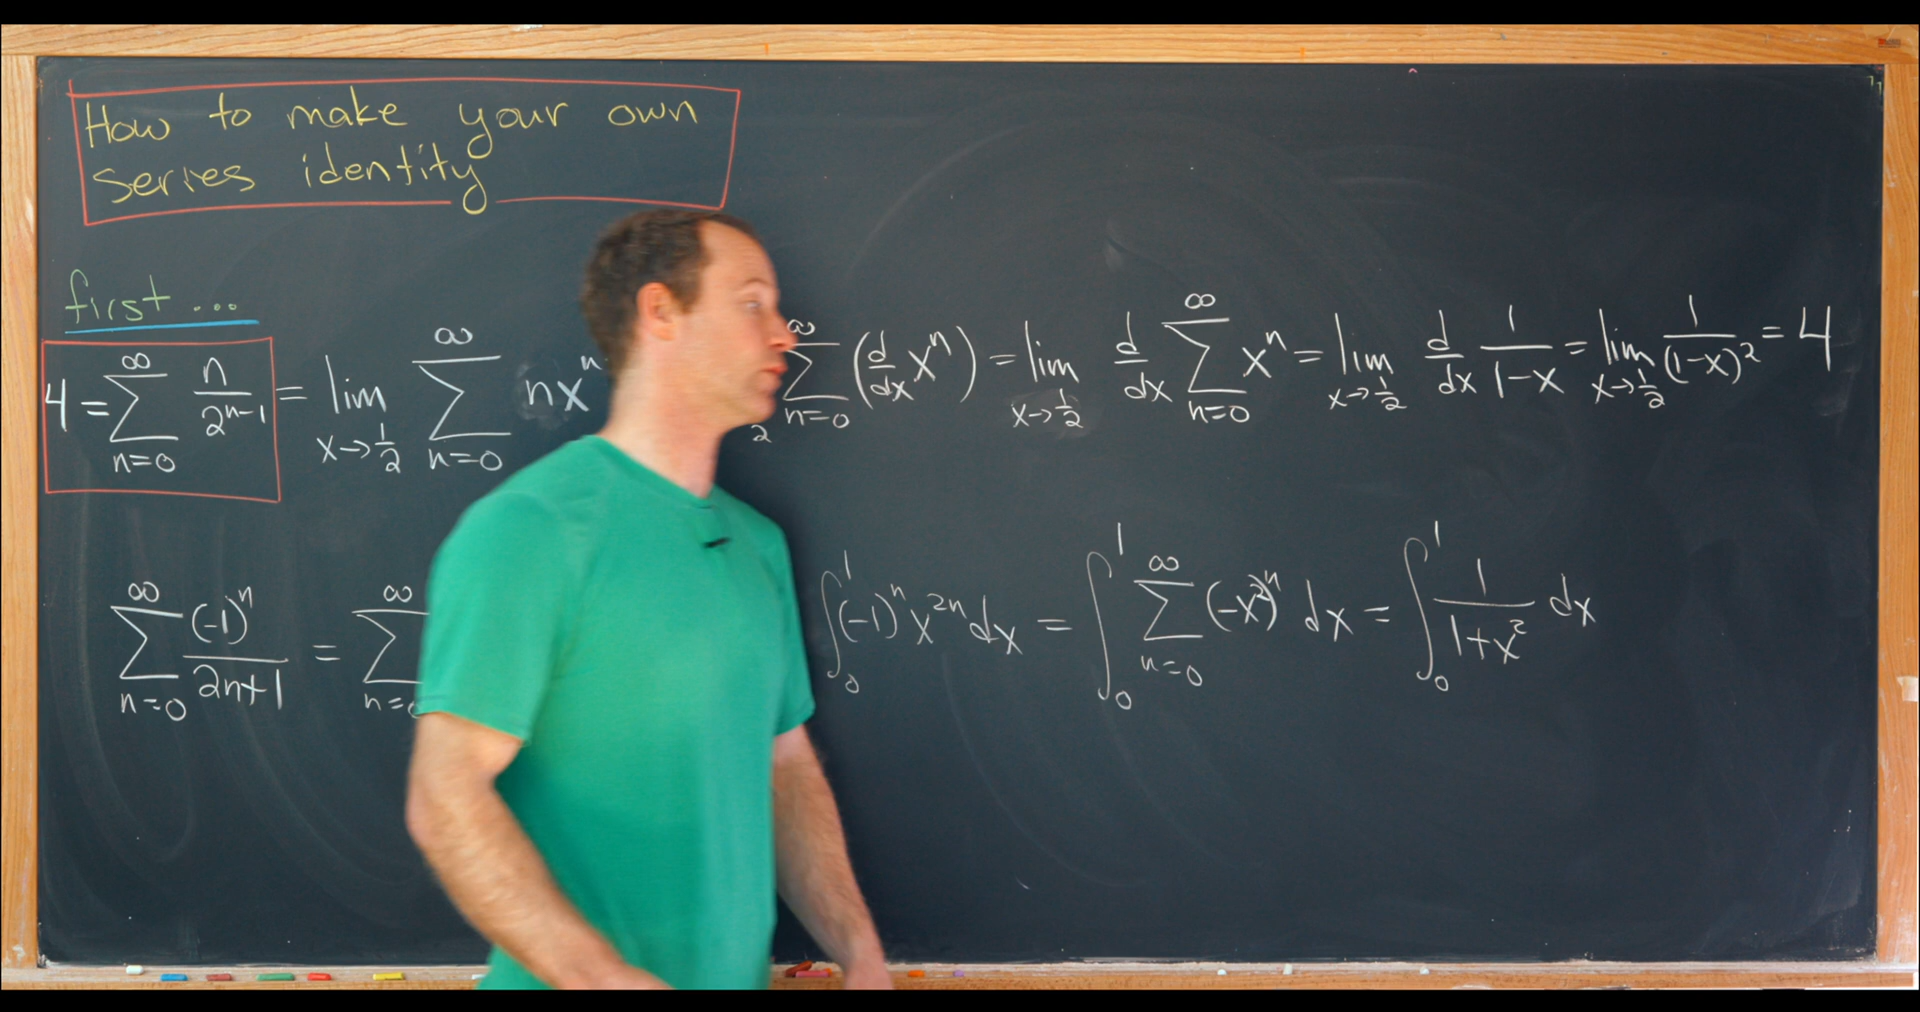 How to make your own
series identity
first...
4 = ∑_{n=0}^{∞} n/2^{n-1} = lim_{x→1/2} ∑_{n=0}^{∞} nx^n ∑_{n=0}^{∞} (d/dx x^n) = lim_{x→1/2} d/dx ∑_{n=0}^{∞} x^n = lim_{x→1/2} d/dx 1/(1-x) = lim_{x→1/2} 1/(1-x)^2 = 4
∑_{n=0}^{∞} (-1)^n/(2n+1) = ∑_{n=0}^{∞} ∫_0^1 (-1)^n x^{2n} dx = ∫_0^1 ∑_{n=0}^{∞} (-x^2)^n dx = ∫_0^1 1/(1+x^2) dx